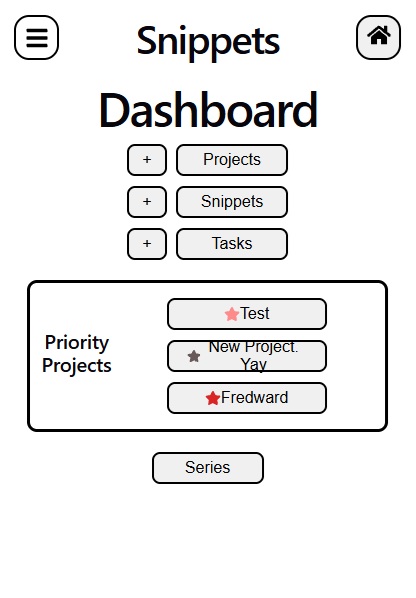 Snippets
Dashboard
+ Projects
+ Snippets
+ Tasks
Priority
Projects
Test
New Project.
Yay
Fredward
Series